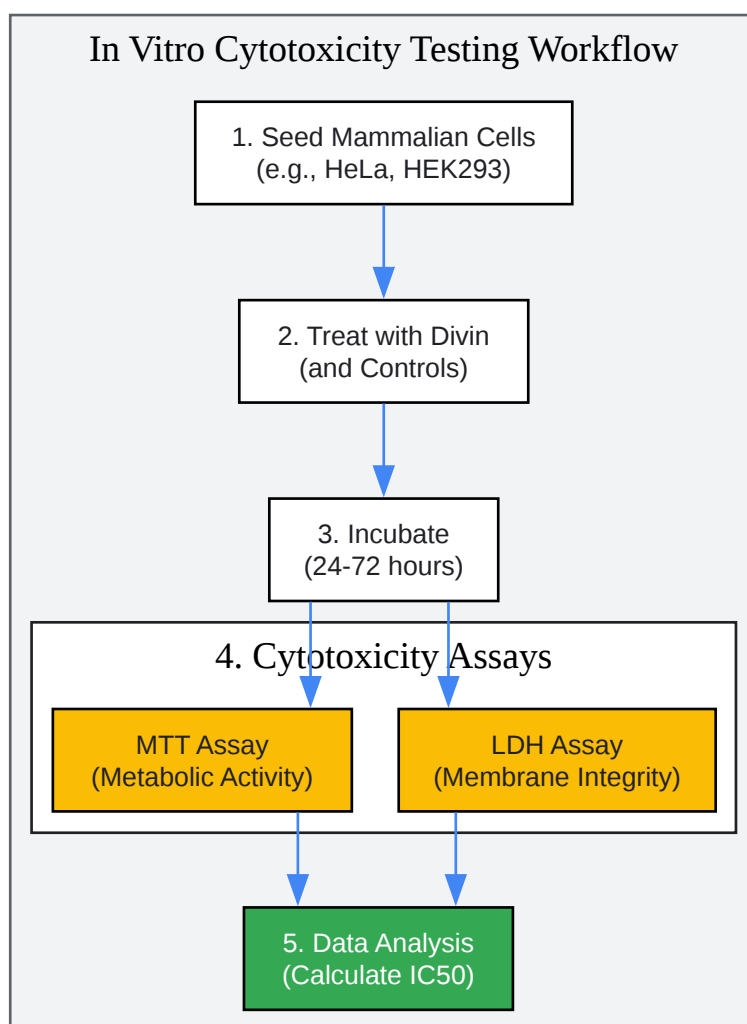 In Vitro Cytotoxicity Testing Workflow
1. Seed Mammalian Cells
(e.g., HeLa, HEK293)
2. Treat with Divin
(and Controls)
3. Incubate
(24-72 hours)
4. Cytotoxicity Assays
MTT Assay
(Metabolic Activity)
LDH Assay
(Membrane Integrity)
5. Data Analysis
(Calculate IC50)